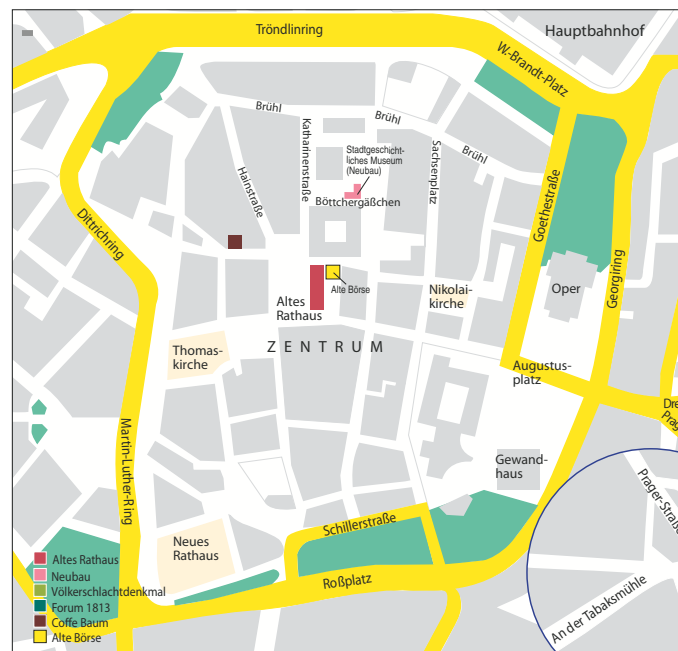 Tröndlinring
Hauptbahnhof
W.-Brandt-Platz
Brühl
Brühl
Brühl
Katharinenstraße
Stadtgeschicht-
liches Museum
(Neubau)
Sachsenplatz
Hainstraße
Böttchergäßchen
Goethestraße
Georgiring
Dittrichring
Alte Börse
Altes
Rathaus
Nikolai-
kirche
Oper
ZENTRUM
Thomas-
kirche
Augustus-
platz
Dre
Prag
Martin-Luther-Ring
Gewand-
haus
Prager-Straße
Schillerstraße
Neues
Rathaus
Roßplatz
An der Tabaksmühle
Altes Rathaus
Neubau
Völkerschlachtdenkmal
Forum 1813
Coffe Baum
Alte Börse